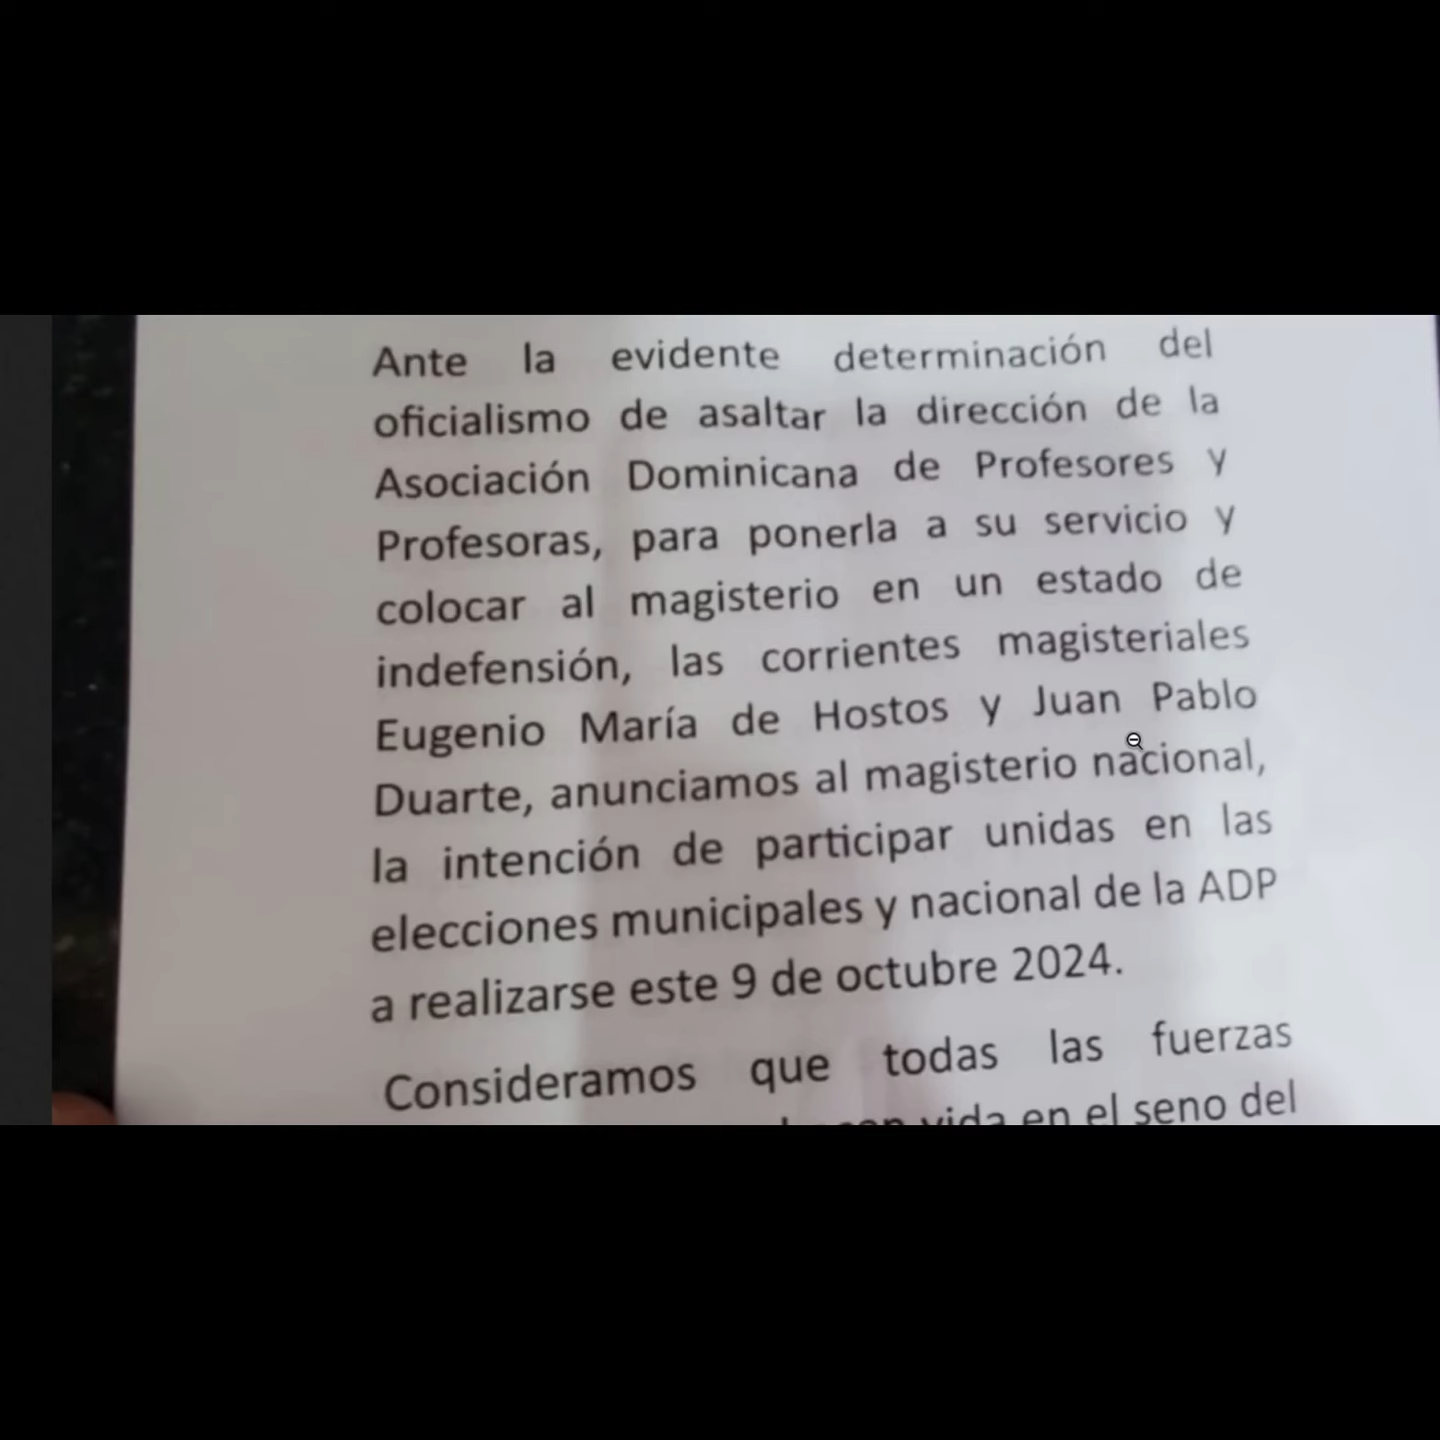 Ante la evidente determinación del
oficialismo de asaltar la dirección de la
Asociación Dominicana de Profesores y
Profesoras, para ponerla a su servicio y
colocar al magisterio en un estado de
indefensión, las corrientes magisteriales
Eugenio María de Hostos y Juan Pablo
Duarte, anunciamos al magisterio nacional,
la intención de participar unidas en las
elecciones municipales y nacional de la ADP
a realizarse este 9 de octubre 2024.
Consideramos que todas las fuerzas
vida en el seno del